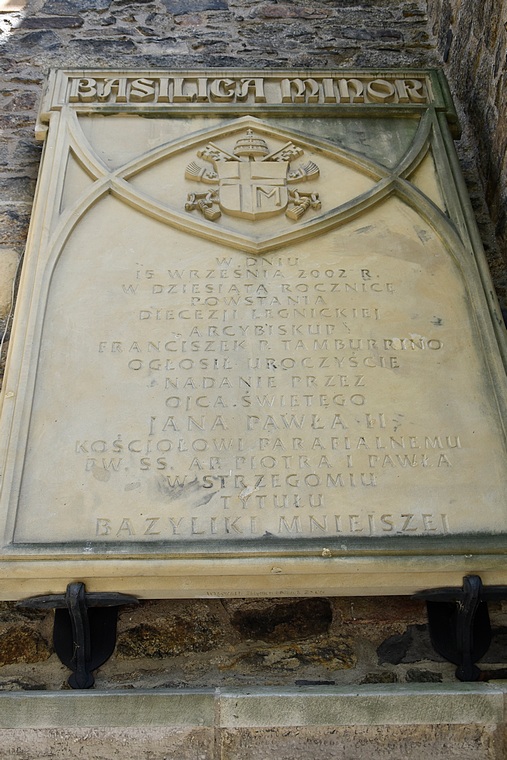 BASILICA MINOR
M
W DNIU
15 WRZEŚNIA 2002 R.
W DZIESIĄTĄ ROCZNICĘ
POWSTANIA
DIECEZJI LEGNICKIEJ
ARCYBISKUP
FRANCISZEK P. TAMBURRINO
OGŁOSIŁ UROCZYŚCIE
NADANIE PRZEZ
OJCA ŚWIĘTEGO
JANA PAWŁA II
KOŚCIOŁOWI PARAFIALNEMU
PW. SS. AP. PIOTRA I PAWŁA
W STRZEGOMIU
TYTUŁU
BAZYLIKI MNIEJSZEJ